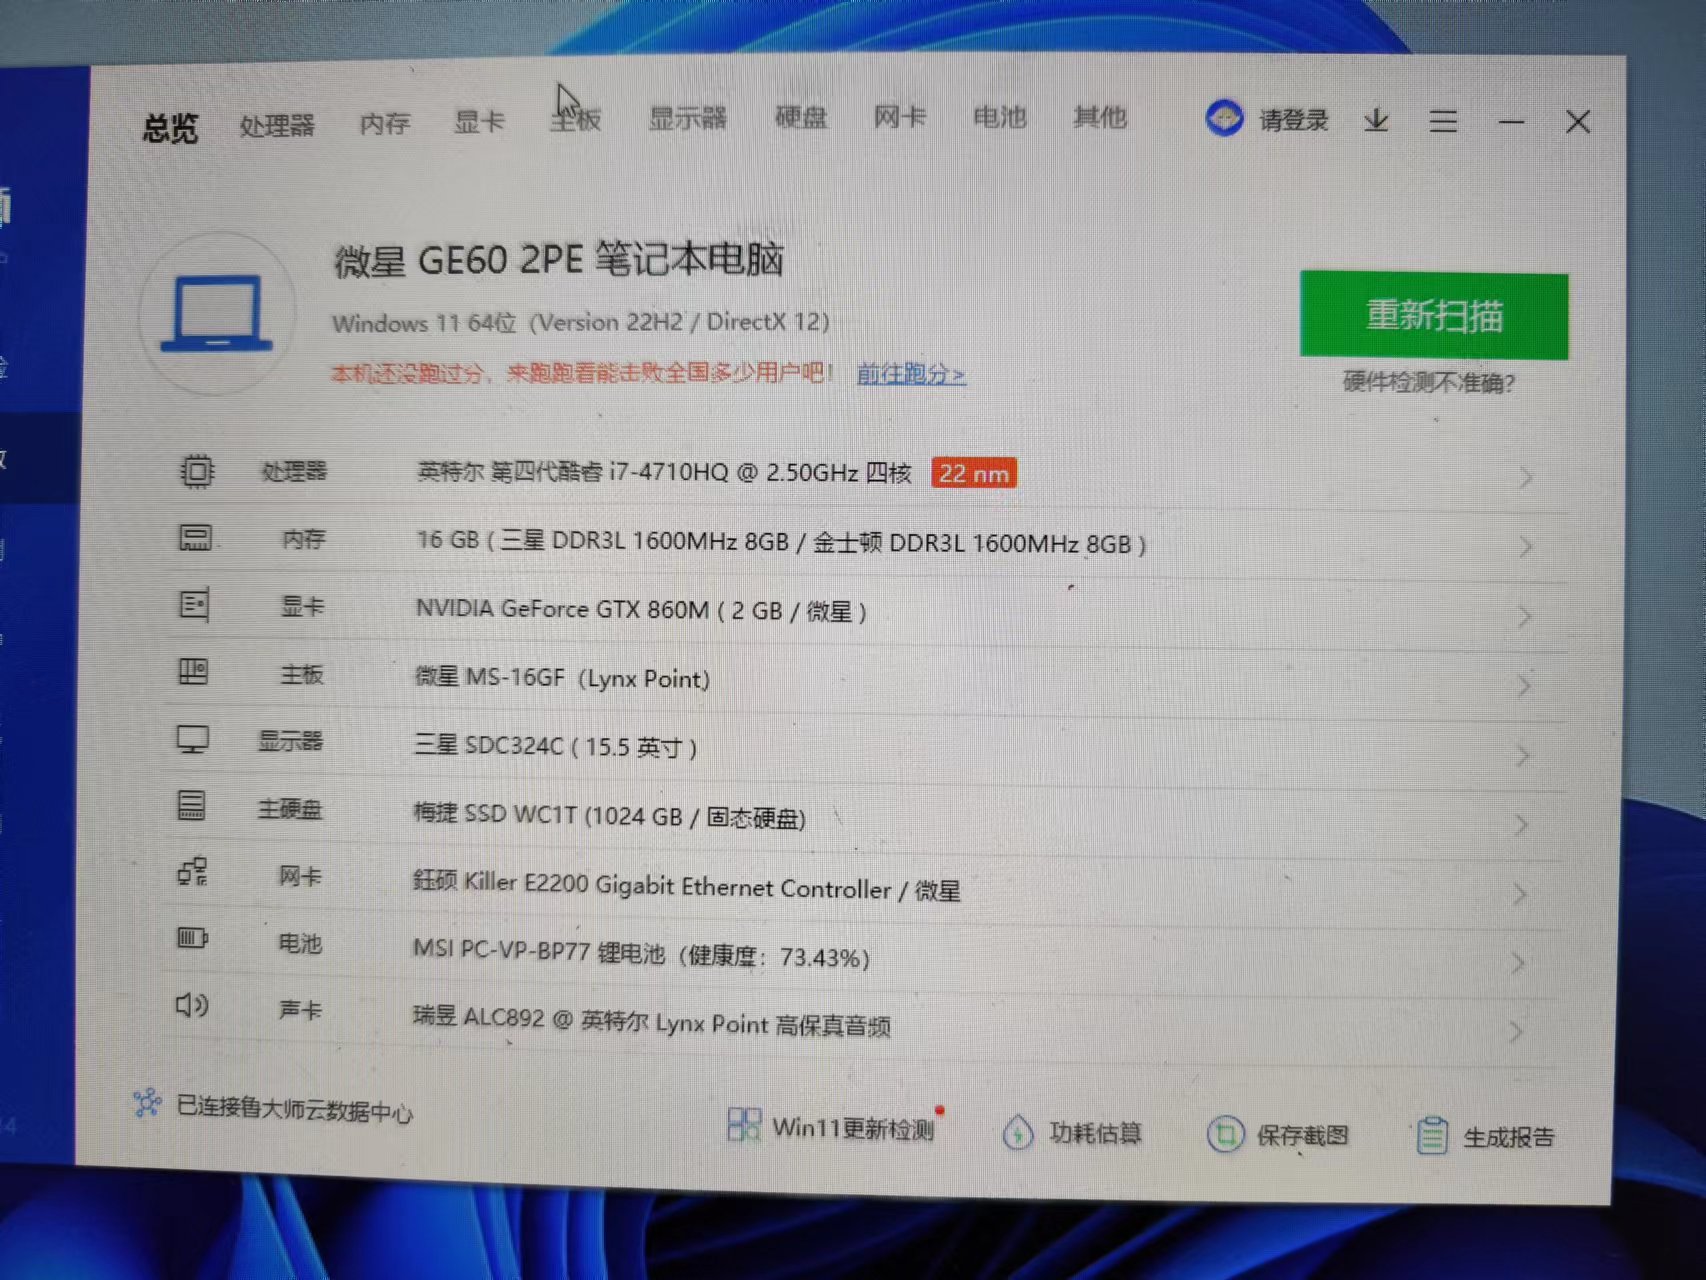 总览 处理器 内存 显卡 主板 显示器 硬盘 网卡 电池 其他 请登录
微星 GE60 2PE 笔记本电脑
Windows 11 64位（Version 22H2 / DirectX 12）
本机还没跑过分，来跑跑看能击败全国多少用户吧！ 前往跑分>
重新扫描
硬件检测不准确?
处理器 英特尔 第四代酷睿 i7-4710HQ @ 2.50GHz 四核 22 nm
内存 16 GB ( 三星 DDR3L 1600MHz 8GB / 金士顿 DDR3L 1600MHz 8GB )
显卡 NVIDIA GeForce GTX 860M ( 2 GB / 微星 )
主板 微星 MS-16GF（Lynx Point）
显示器 三星 SDC324C ( 15.5 英寸 )
主硬盘 梅捷 SSD WC1T (1024 GB / 固态硬盘)
网卡 鈺硕 Killer E2200 Gigabit Ethernet Controller / 微星
电池 MSI PC-VP-BP77 锂电池（健康度：73.43%）
声卡 瑞昱 ALC892 @ 英特尔 Lynx Point 高保真音频
已连接鲁大师云数据中心 Win11更新检测 功耗估算 保存截图 生成报告